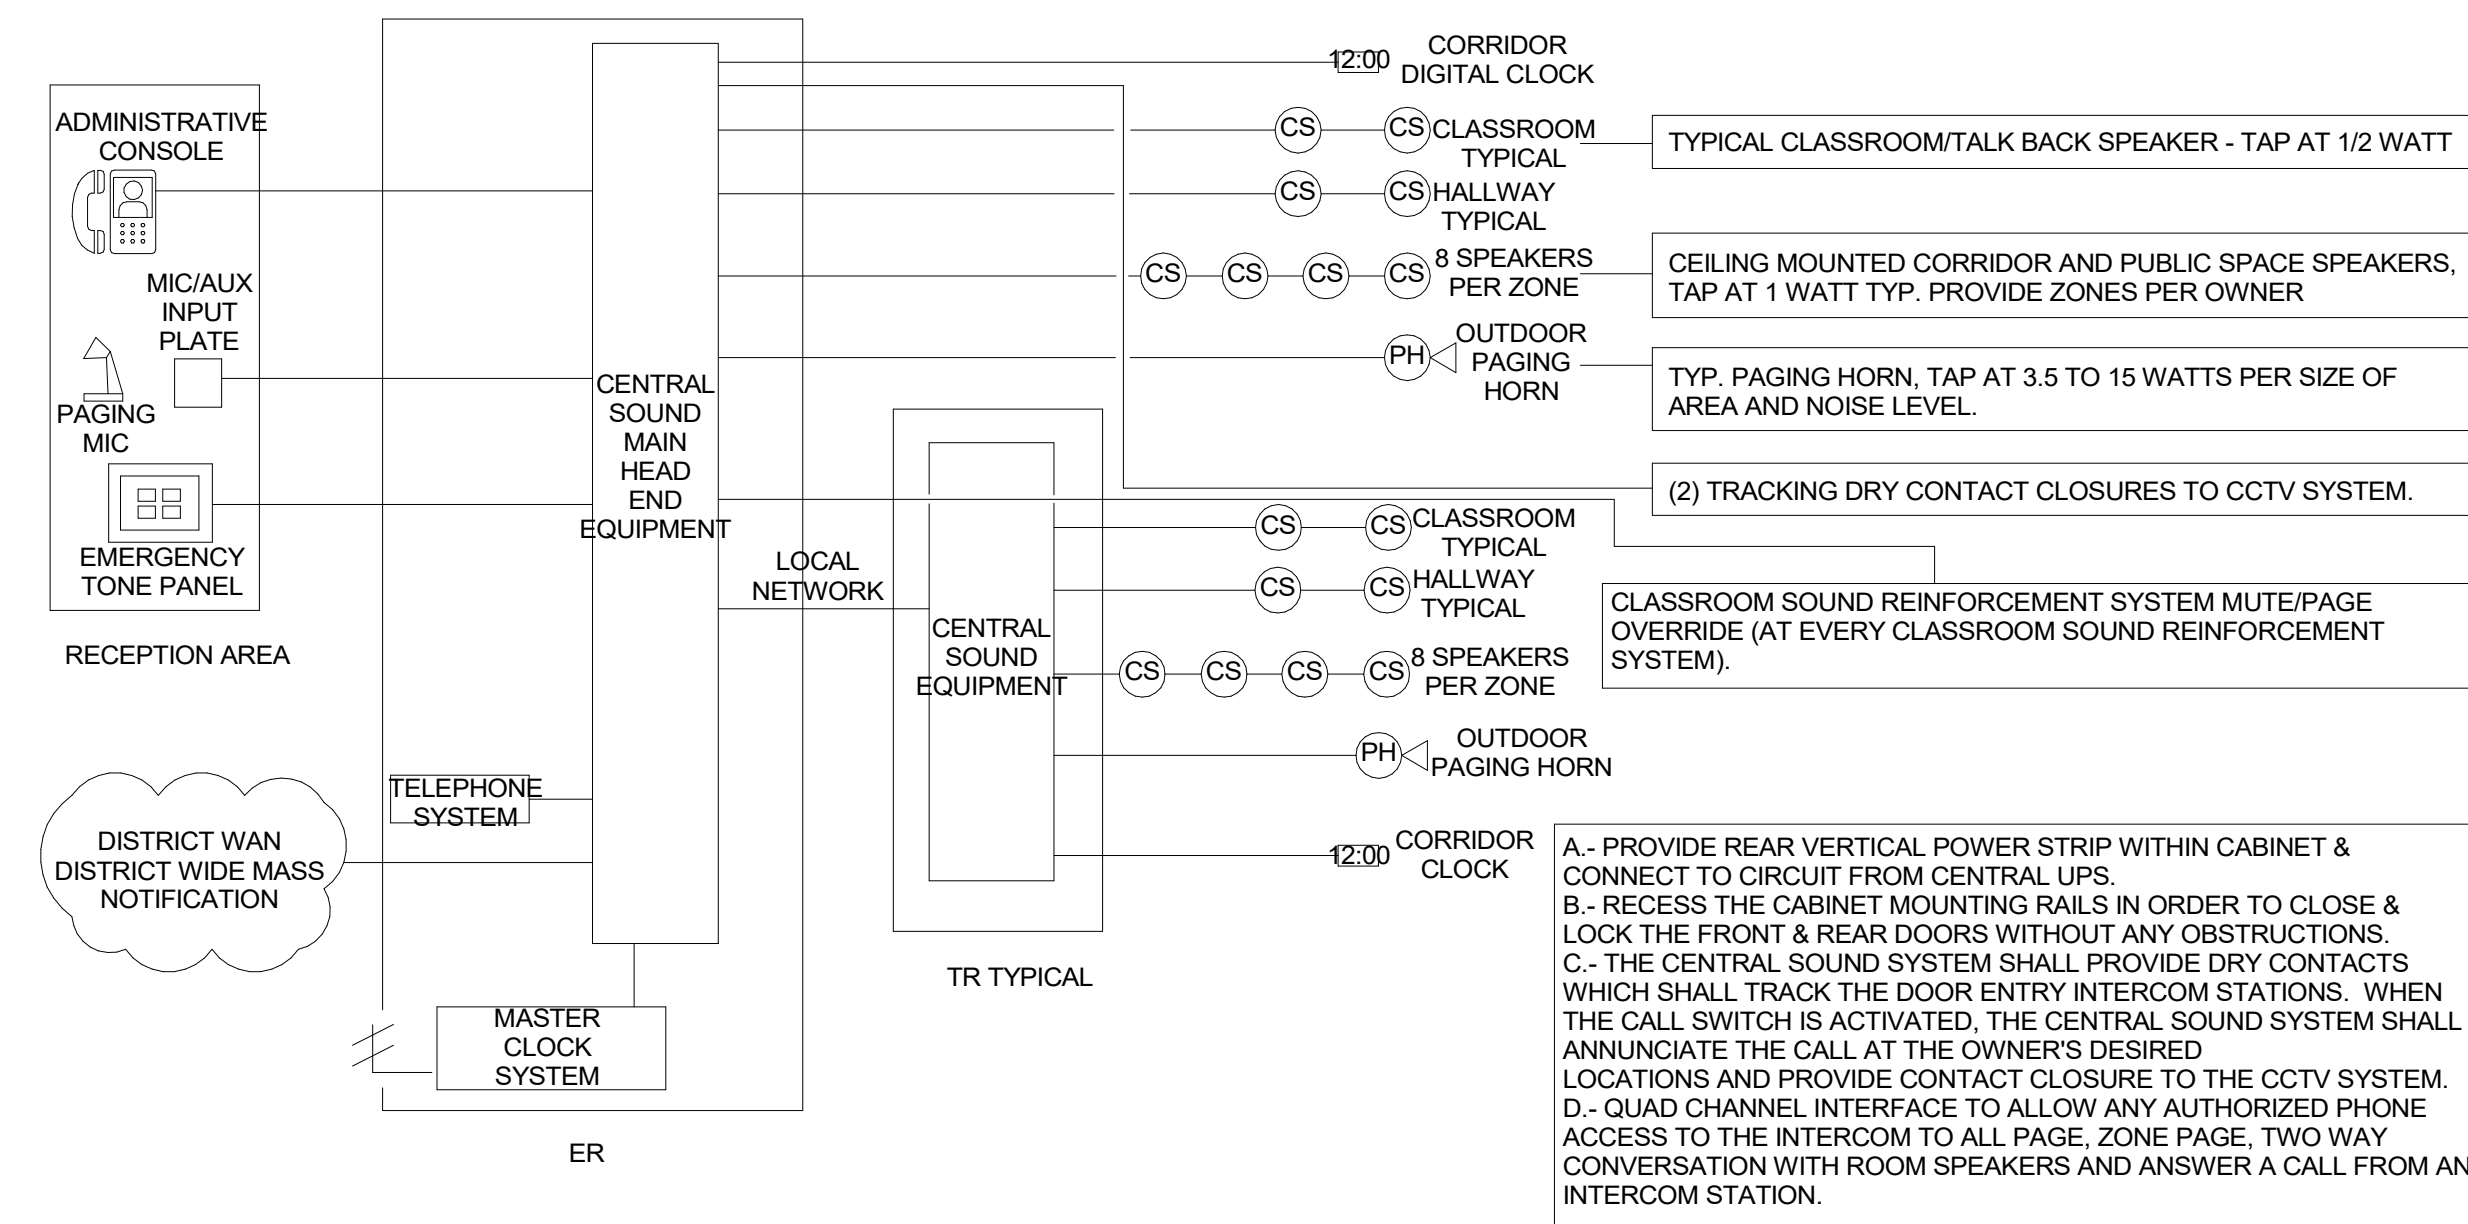 ADMINISTRATIVE
CONSOLE
MIC/AUX
INPUT
PLATE
PAGING
MIC
EMERGENCY
TONE PANEL
RECEPTION AREA
DISTRICT WAN
DISTRICT WIDE MASS
NOTIFICATION
TELEPHONE
SYSTEM
CENTRAL
SOUND
MAIN
HEAD
END
EQUIPMENT
MASTER
CLOCK
SYSTEM
ER
LOCAL
NETWORK
12:00
CORRIDOR
DIGITAL CLOCK
CS CS CLASSROOM
TYPICAL
CS CS HALLWAY
TYPICAL
CS CS CS CS 8 SPEAKERS
PER ZONE
PH OUTDOOR
PAGING
HORN
CENTRAL
SOUND
EQUIPMENT
TR TYPICAL
CS CS CLASSROOM
TYPICAL
CS CS HALLWAY
TYPICAL
CS CS CS CS 8 SPEAKERS
PER ZONE
PH OUTDOOR
PAGING HORN
12:00 CORRIDOR
CLOCK
TYPICAL CLASSROOM/TALK BACK SPEAKER - TAP AT 1/2 WATT
CEILING MOUNTED CORRIDOR AND PUBLIC SPACE SPEAKERS,
TAP AT 1 WATT TYP. PROVIDE ZONES PER OWNER
TYP. PAGING HORN, TAP AT 3.5 TO 15 WATTS PER SIZE OF
AREA AND NOISE LEVEL.
(2) TRACKING DRY CONTACT CLOSURES TO CCTV SYSTEM.
CLASSROOM SOUND REINFORCEMENT SYSTEM MUTE/PAGE
OVERRIDE (AT EVERY CLASSROOM SOUND REINFORCEMENT
SYSTEM).
A.- PROVIDE REAR VERTICAL POWER STRIP WITHIN CABINET &
CONNECT TO CIRCUIT FROM CENTRAL UPS.
B.- RECESS THE CABINET MOUNTING RAILS IN ORDER TO CLOSE &
LOCK THE FRONT & REAR DOORS WITHOUT ANY OBSTRUCTIONS.
C.- THE CENTRAL SOUND SYSTEM SHALL PROVIDE DRY CONTACTS
WHICH SHALL TRACK THE DOOR ENTRY INTERCOM STATIONS. WHEN
THE CALL SWITCH IS ACTIVATED, THE CENTRAL SOUND SYSTEM SHALL
ANNUNCIATE THE CALL AT THE OWNER'S DESIRED
LOCATIONS AND PROVIDE CONTACT CLOSURE TO THE CCTV SYSTEM.
D.- QUAD CHANNEL INTERFACE TO ALLOW ANY AUTHORIZED PHONE
ACCESS TO THE INTERCOM TO ALL PAGE, ZONE PAGE, TWO WAY
CONVERSATION WITH ROOM SPEAKERS AND ANSWER A CALL FROM AN
INTERCOM STATION.